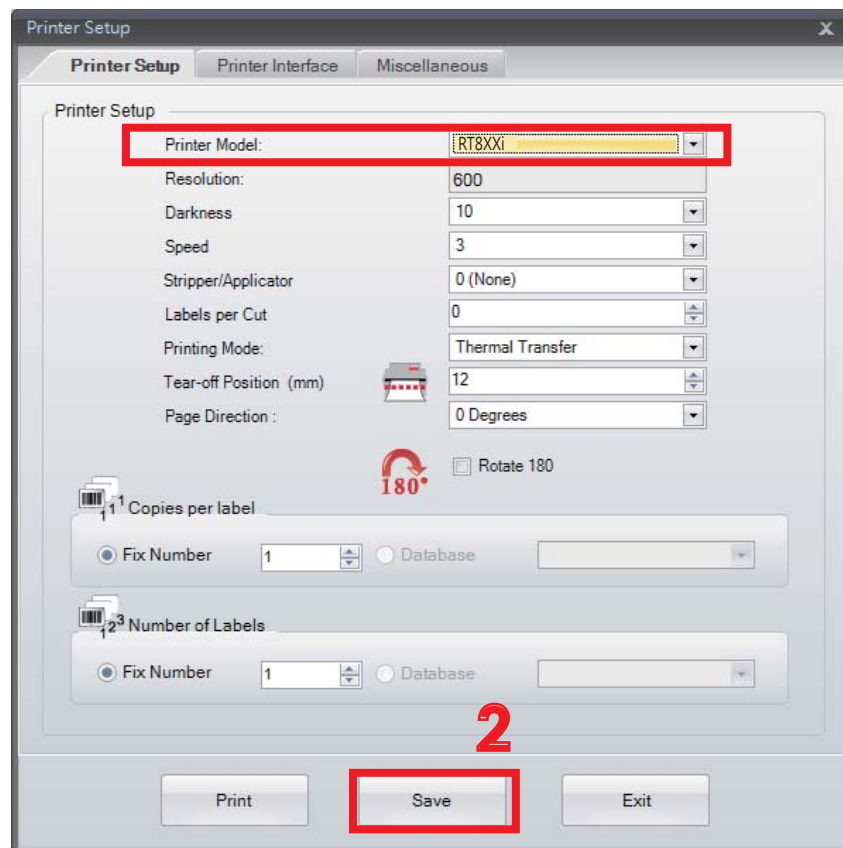 Printer Setup x
Printer Setup Printer Interface Miscellaneous
Printer Setup
Printer Model: RT8XXi
Resolution: 600
Darkness 10
Speed 3
Stripper/Applicator 0 (None)
Labels per Cut 0
Printing Mode: Thermal Transfer
Tear-off Position (mm) 12
Page Direction : 0 Degrees
180° Rotate 180
1 1 1 Copies per label
Fix Number 1 Database
1 2 3 Number of Labels
Fix Number 1 Database
2
Print Save Exit